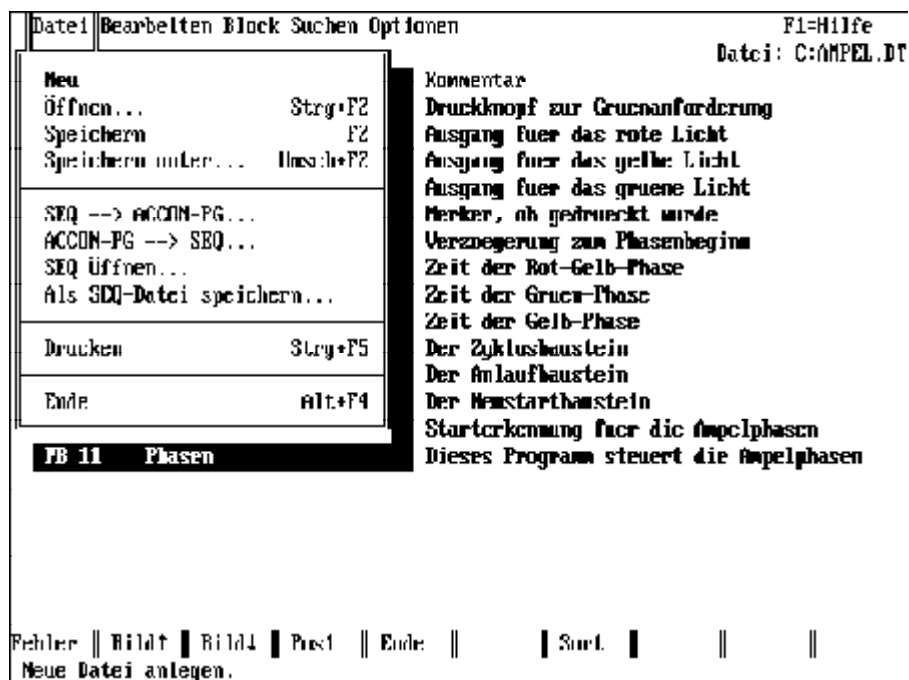 Datei Bearbeiten Block Suchen Optionen F1=Hilfe
Datei: C:AMPEL.DT
Neu Kommentar
Öffnen... Strg+F2 Druckknopf zur Gruenanforderung
Speichern F2 Ausgang fuer das rote Licht
Speichern unter... Umsch+F2 Ausgang fuer das gelbe Licht
Ausgang fuer das gruene Licht
SEQ --> ACCON-PG... Merker, ob gedrueckt wurde
ACCON-PG --> SEQ... Verzoegerung zum Phasenbeginn
SEQ Öffnen... Zeit der Rot-Gelb-Phase
Als SEQ-Datei speichern... Zeit der Gruen-Phase
Zeit der Gelb-Phase
Drucken Strg+F5 Der Zyklusbaustein
Der Anlaufbaustein
Ende Alt+F4 Der Neustartbaustein
Starterkennung fuer die Ampelphasen
FB 11 Phasen Dieses Programm steuert die Ampelphasen
Fehler Bild↑ Bild↓ Pos1 Ende Sort
Neue Datei anlegen.